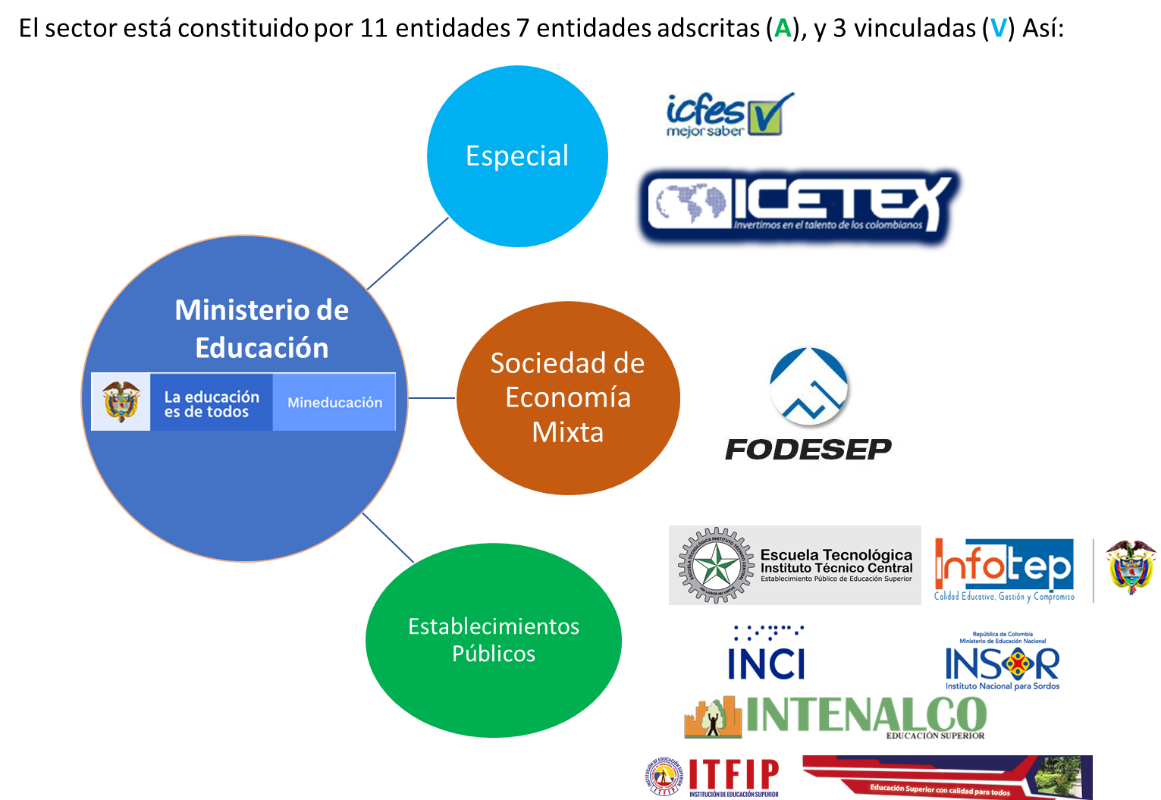 El sector está constituido por 11 entidades 7 entidades adscritas (A), y 3 vinculadas (V) Así:
Especial
icfes
mejor saber
ICETEX
Invertimos en el talento de los colombianos
Ministerio de
Educación
La educación
es de todos
Mineducación
Sociedad de
Economía
Mixta
FODESEP
Establecimientos
Públicos
Escuela Tecnológica
Instituto Técnico Central
Establecimiento Público de Educación Superior
infotep
Calidad Educativa, Gestión y Compromiso
INCI
República de Colombia
Ministerio de Educación Nacional
INSOR
Instituto Nacional para Sordos
INTENALCO
EDUCACIÓN SUPERIOR
ITFIP
INSTITUCIÓN DE EDUCACIÓN SUPERIOR
Educación Superior con calidad para todos